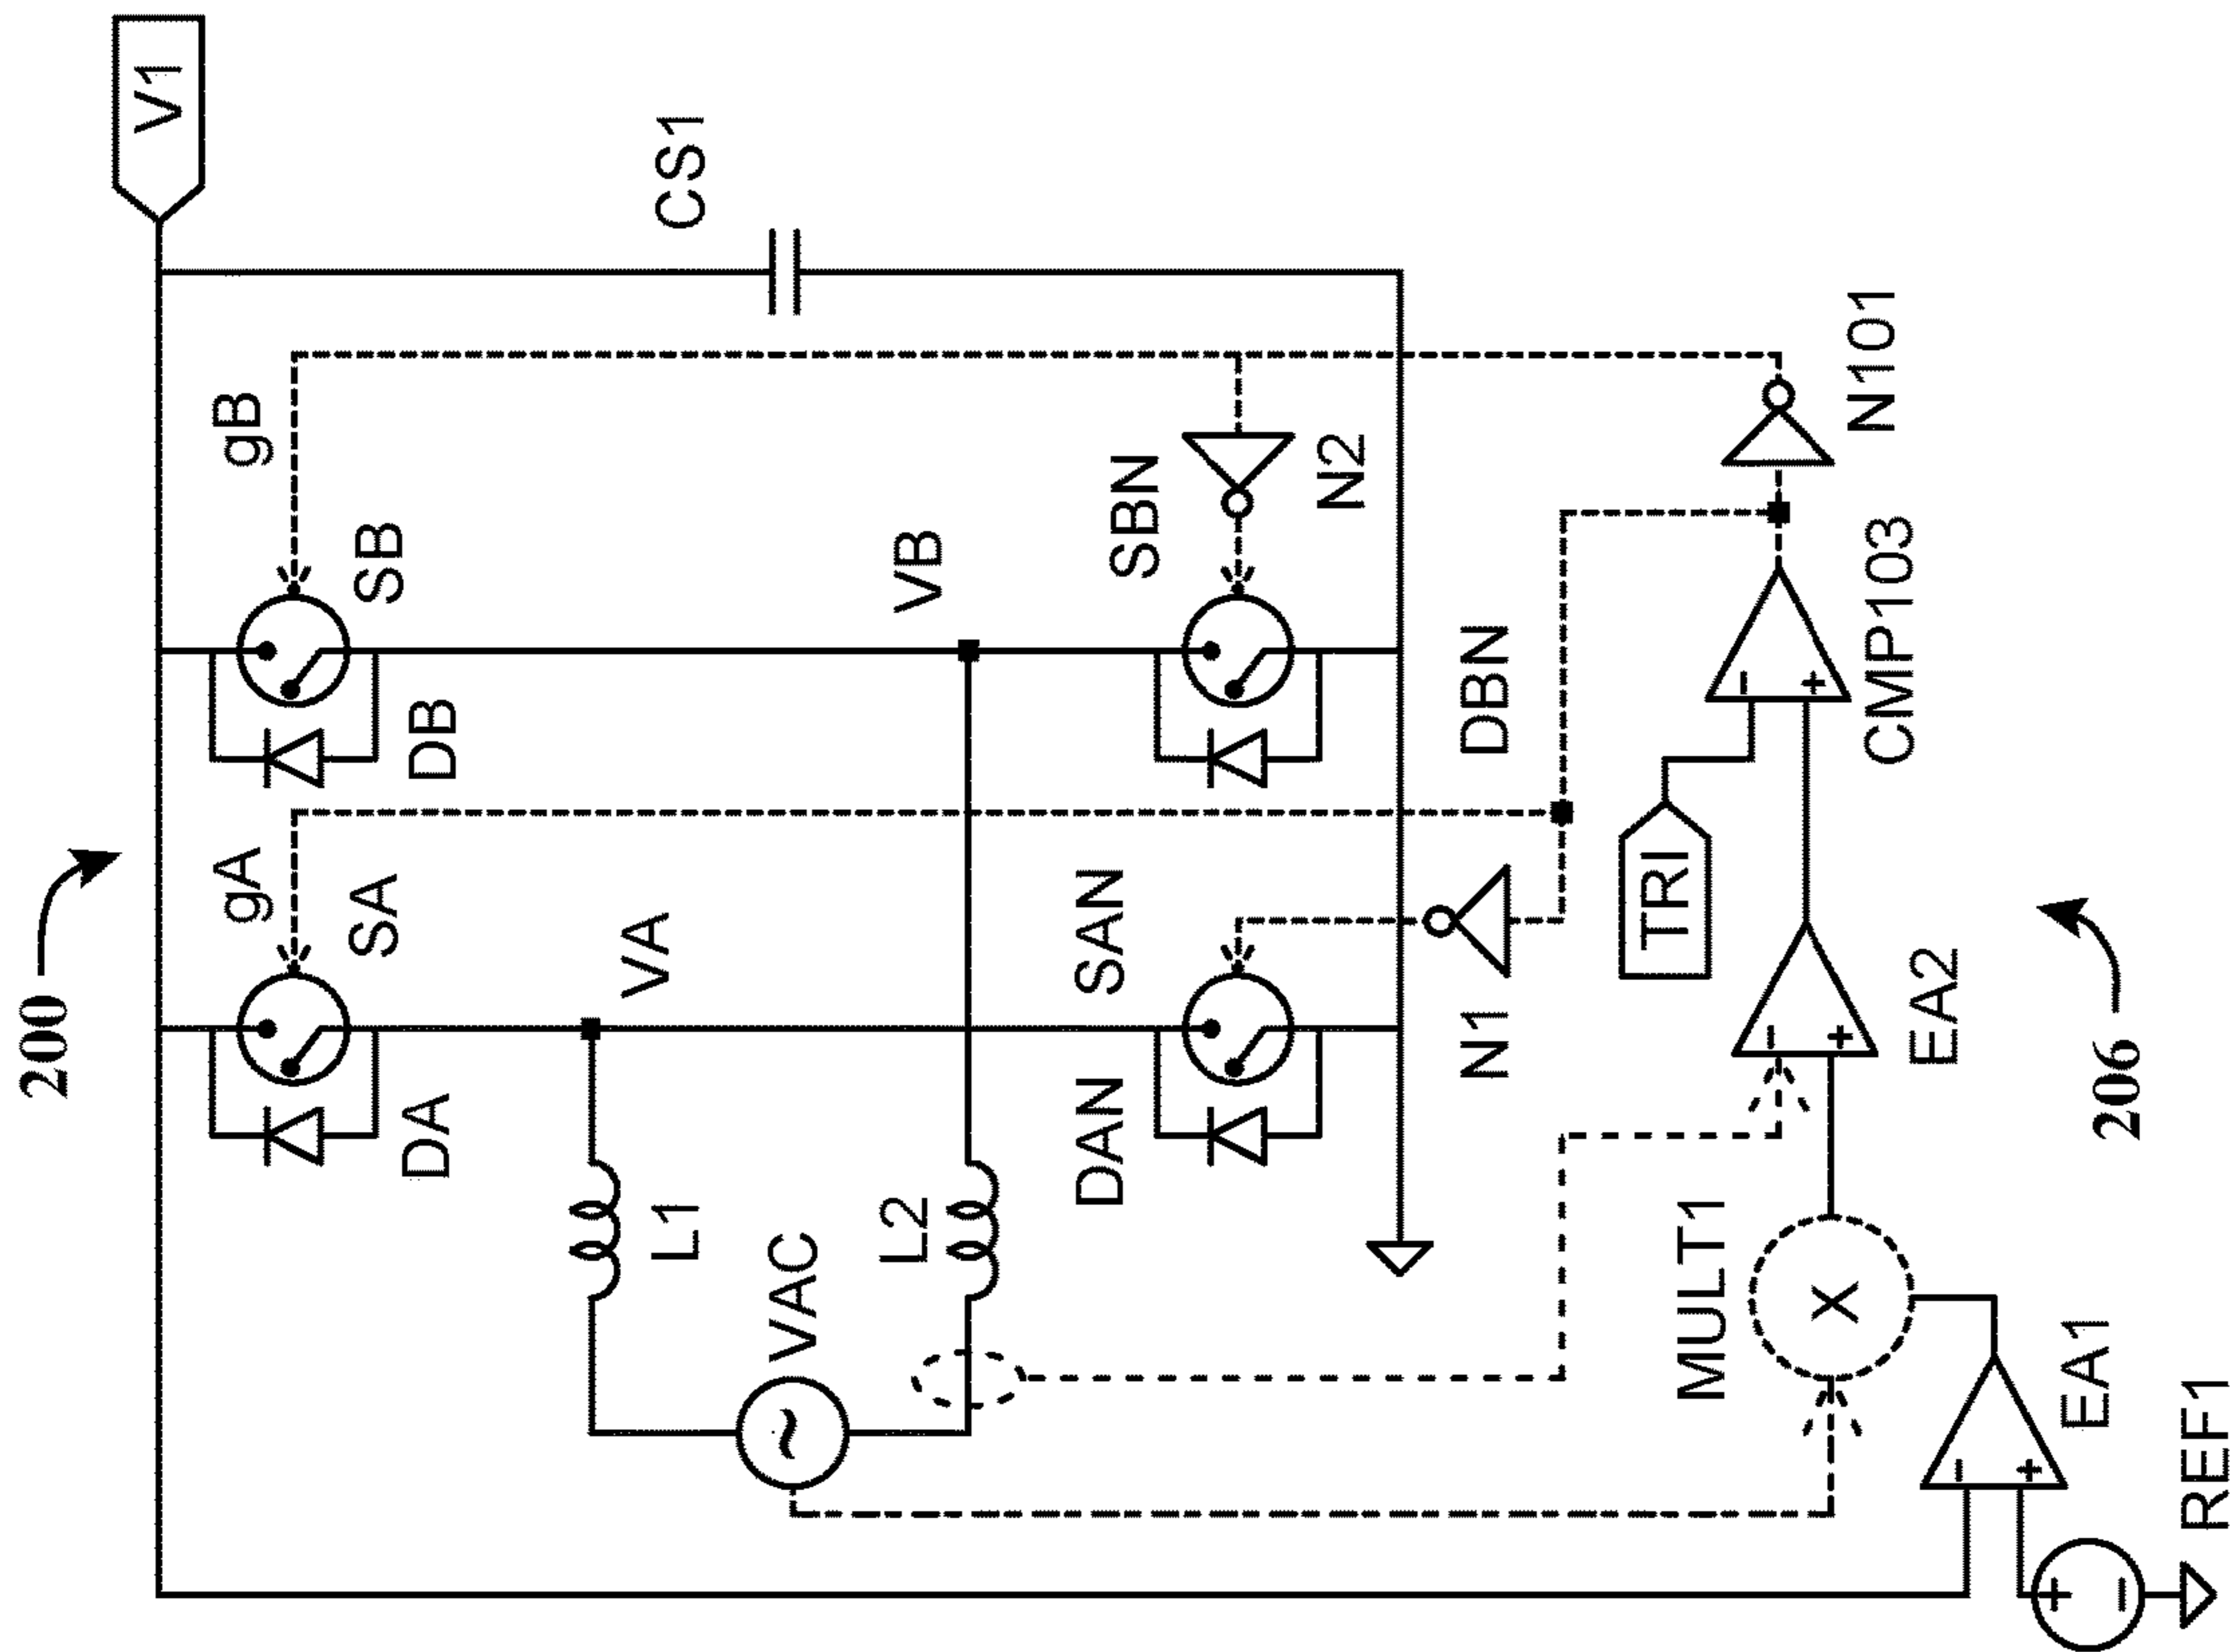 200
V1
gA
gB
SA
SB
DA
DB
CS1
VA
VB
L1
VAC
L2
~
SAN
SBN
DAN
DBN
N1
N2
TRI
MULT1
X
EA2
CMP103
N101
EA1
REF1
206
-
+
-
+
-
+
+
-